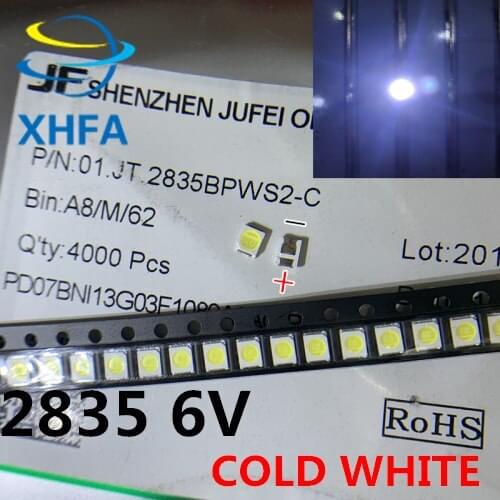 JF SHENZHEN JUFEI O
XHFA
P/N:01.JT.2835BPWS2-C
Bin:A8/M/62
Q'ty:4000 Pcs
Lot:201
PD07BNI13G03F1080
−
+
2835 6V
RoHS
COLD WHITE